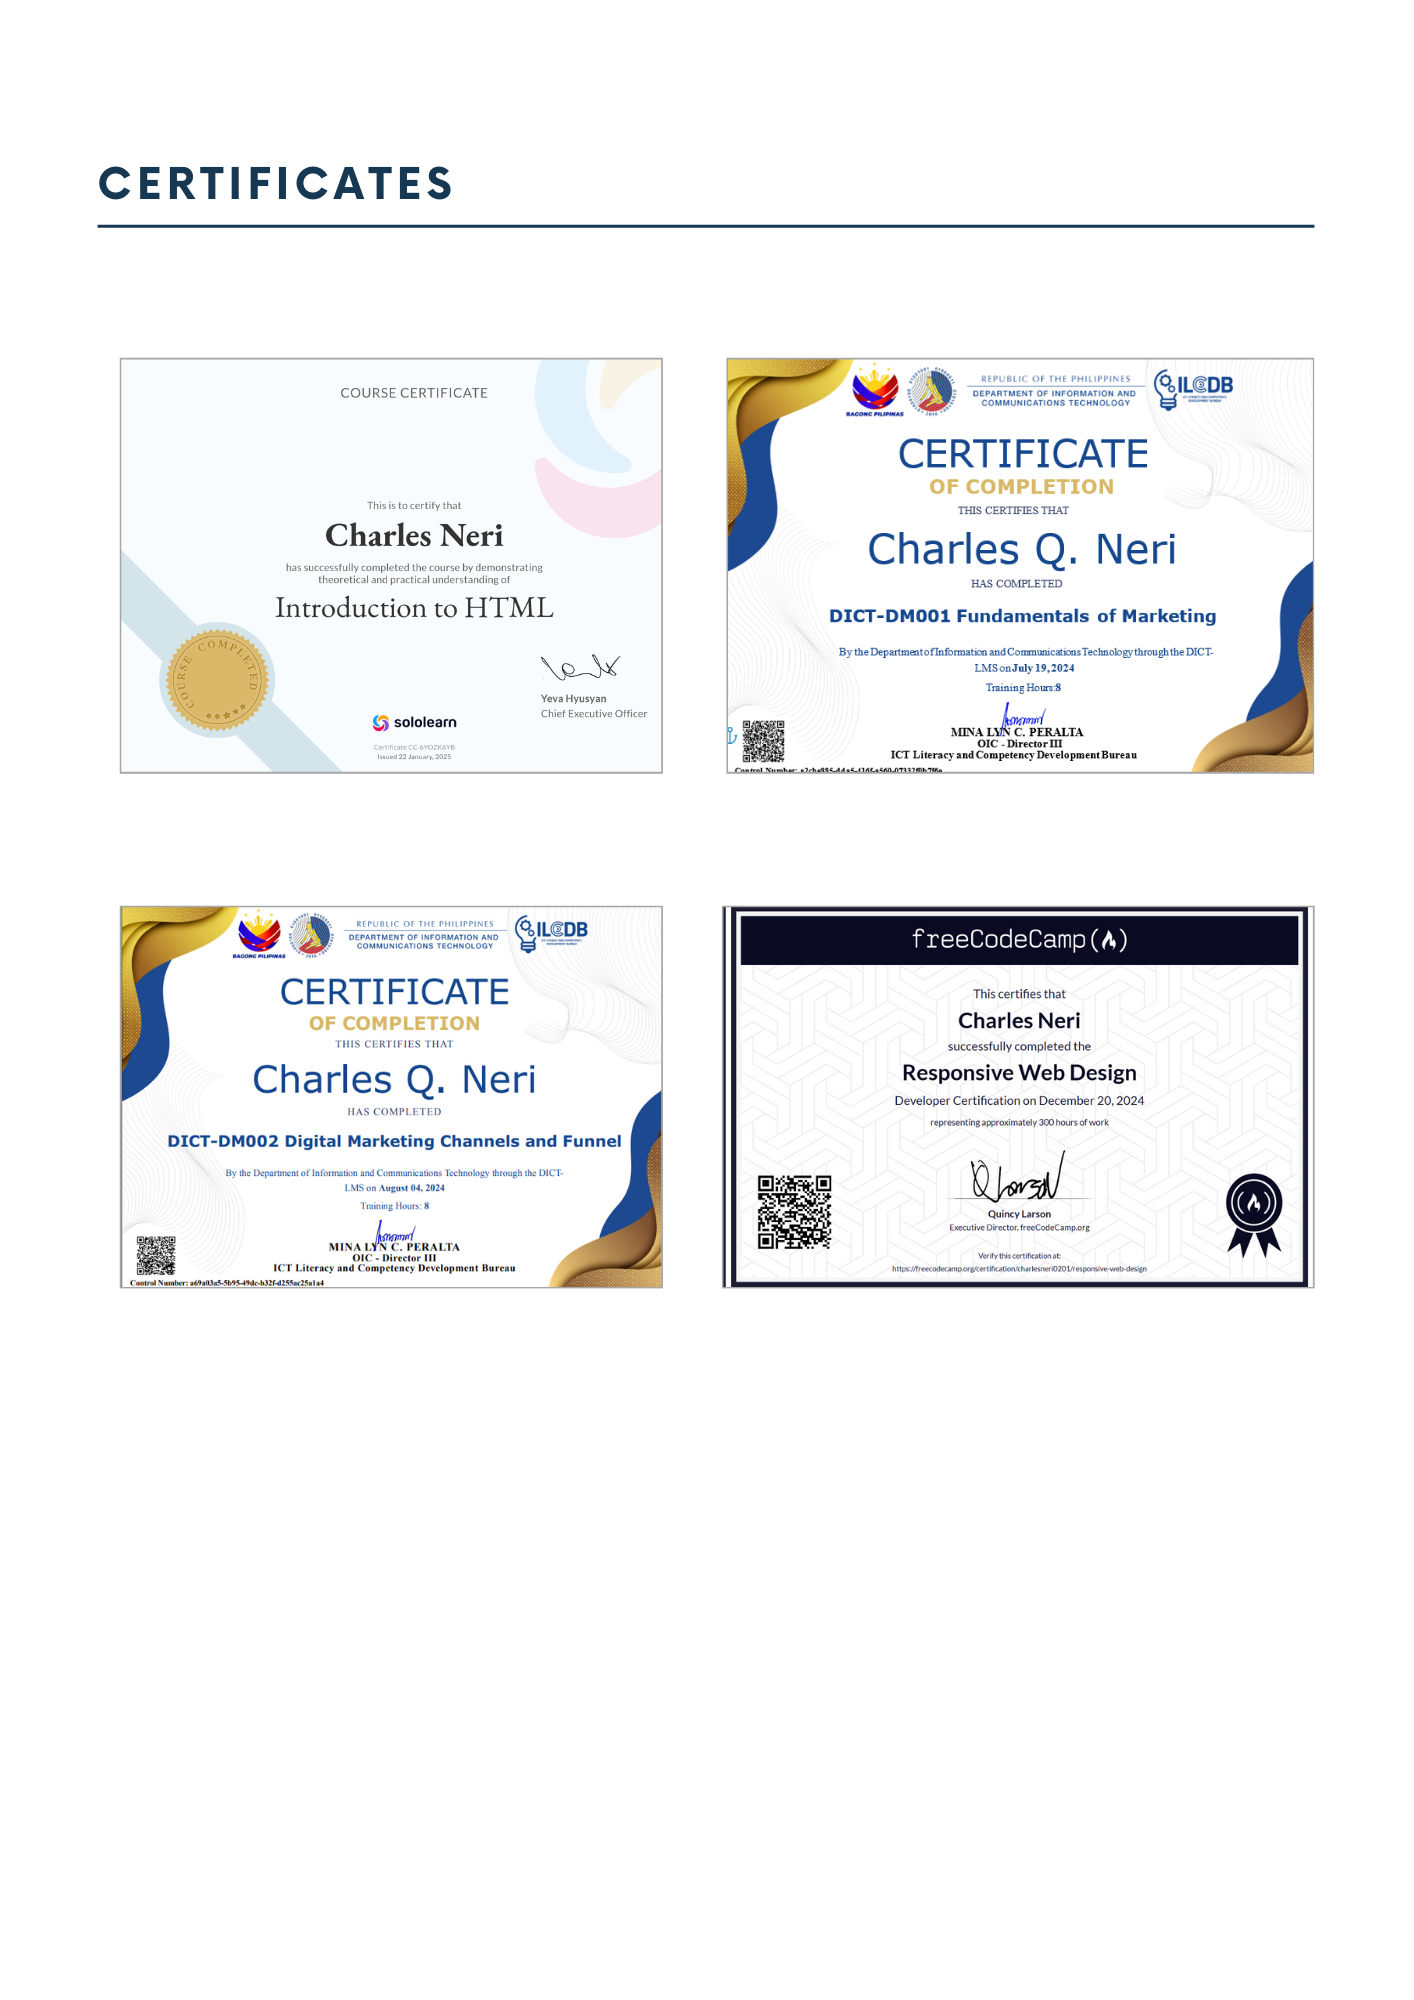 CERTIFICATES
COURSE CERTIFICATE
This is to certify that
Charles Neri
has successfully completed the course by demonstrating
theoretical and practical understanding of
Introduction to HTML
COURSE COMPLETED
Yeva Hyusyan
Chief Executive Officer
sololearn
Certificate CC-6YOZK6YB
Issued 22 January, 2025
BAGONG PILIPINAS
REPUBLIC OF THE PHILIPPINES
DEPARTMENT OF INFORMATION AND
COMMUNICATIONS TECHNOLOGY
ILCDB
CERTIFICATE
OF COMPLETION
THIS CERTIFIES THAT
Charles Q. Neri
HAS COMPLETED
DICT-DM001 Fundamentals of Marketing
By the Department of Information and Communications Technology through the DICT-
LMS on July 19, 2024
Training Hours:8
MINA LYN C. PERALTA
OIC - Director III
ICT Literacy and Competency Development Bureau
Control Number:
BAGONG PILIPINAS
REPUBLIC OF THE PHILIPPINES
DEPARTMENT OF INFORMATION AND
COMMUNICATIONS TECHNOLOGY
ILCDB
CERTIFICATE
OF COMPLETION
THIS CERTIFIES THAT
Charles Q. Neri
HAS COMPLETED
DICT-DM002 Digital Marketing Channels and Funnel
By the Department of Information and Communications Technology through the DICT-
LMS on August 04, 2024
Training Hours: 8
MINA LYN C. PERALTA
OIC - Director III
ICT Literacy and Competency Development Bureau
Control Number: a69a03a5-5b95-49dc-b32f-d255ac25a1a4
freeCodeCamp
This certifies that
Charles Neri
successfully completed the
Responsive Web Design
Developer Certification on December 20, 2024
representing approximately 300 hours of work
Quincy Larson
Executive Director, freeCodeCamp.org
Verify this certification at:
https://freecodecamp.org/certification/charlesneri0201/responsive-web-design